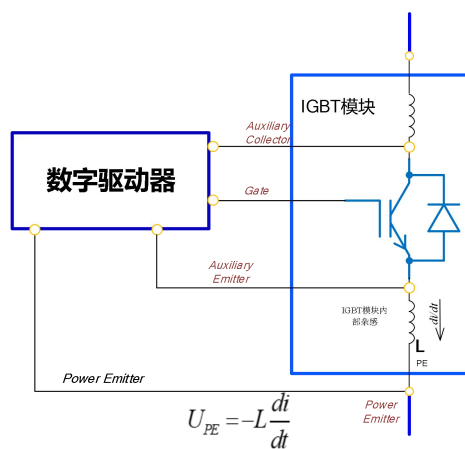 IGBT模块
Auxiliary
Collector
数字驱动器
Gate
Auxiliary
Emitter
IGBT模块内
部杂感
di/dt
L
PE
Power Emitter
Power
Emitter
U_PE = -L di/dt